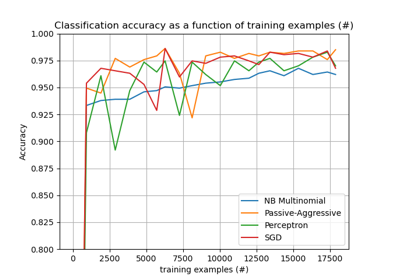 Classification accuracy as a function of training examples (#)
1.000
0.975
0.950
0.925
0.900
0.875
0.850
0.825
0.800
Accuracy
NB Multinomial
Passive-Aggressive
Perceptron
SGD
0 2500 5000 7500 10000 12500 15000 17500
training examples (#)